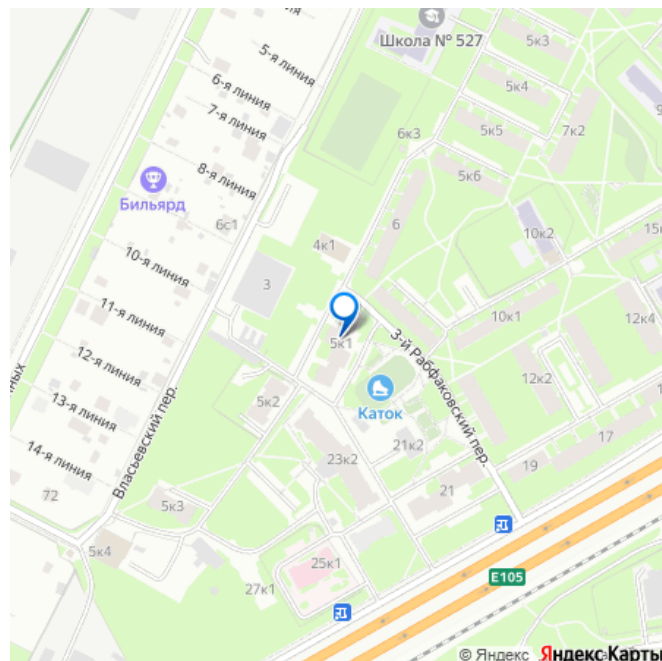 Школа № 527
5к3
5к4
5-я линия
6-я линия
7-я линия
6к3
5к5
7к2
8-я линия
5к6
Бильярд
6с1
6
10к2
4к1
10-я линия
3
11-я линия
5к1
3-й Рабфаковский пер.
10к1
12к4
12-я линия
12к2
Каток
13-я линия
5к2
Власьевский пер.
21к2
17
14-я линия
23к2
19
72
5к3
21
5к4
25к1
E105
27к1
© Яндекс Яндекс Карты